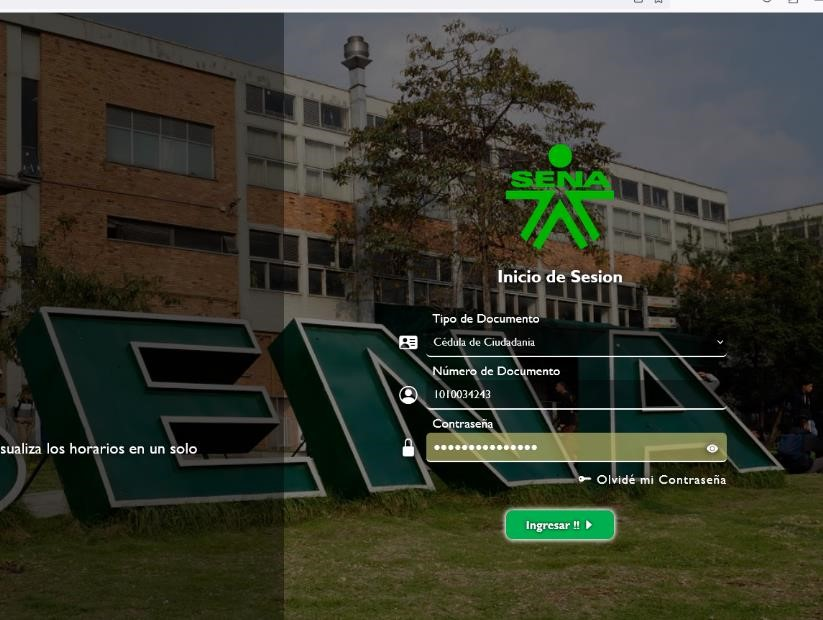 SENA
Inicio de Sesion
Tipo de Documento
Cédula de Ciudadanía
Número de Documento
1010034243
Contraseña
•••••••••••••••
sualiza los horarios en un solo
Olvidé mi Contraseña
Ingresar !!
ENA